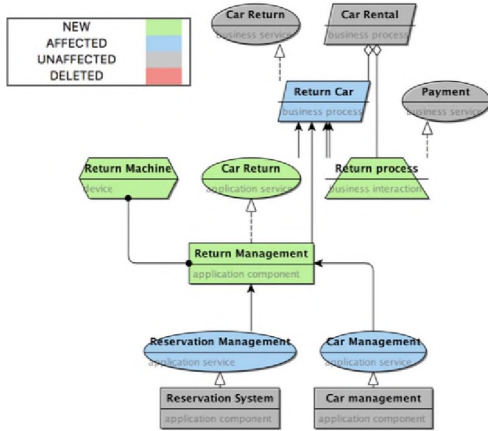 NEW
AFFECTED
UNAFFECTED
DELETED
Car Return
business service
Car Rental
business process
Return Car
business process
Payment
business service
Return Machine
device
Car Return
application service
Return process
business interaction
Return Management
application component
Reservation Management
application service
Car Management
application service
Reservation System
application component
Car management
application component